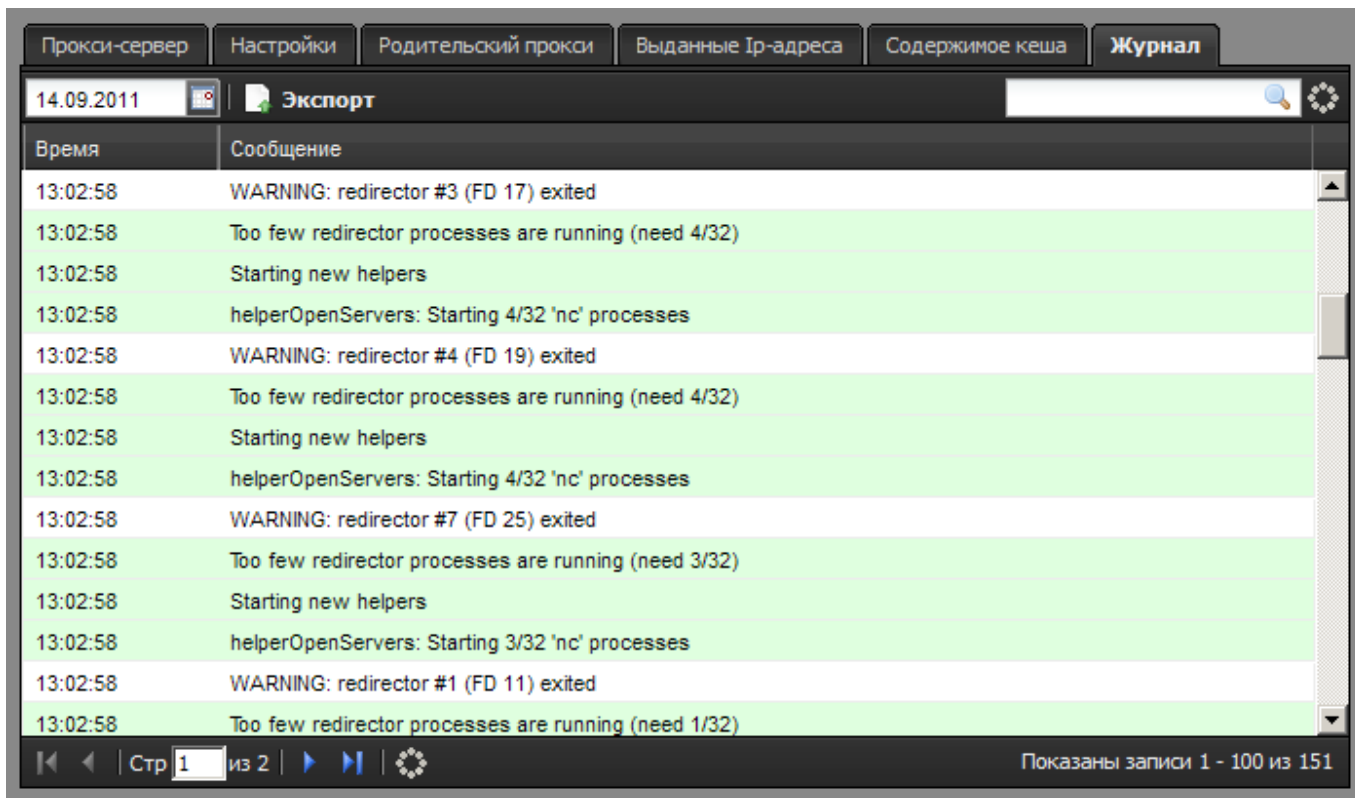 Прокси-сервер Настройки Родительский прокси Выданные Ip-адреса Содержимое кеша Журнал
14.09.2011 Экспорт
Время Сообщение
13:02:58 WARNING: redirector #3 (FD 17) exited
13:02:58 Too few redirector processes are running (need 4/32)
13:02:58 Starting new helpers
13:02:58 helperOpenServers: Starting 4/32 'nc' processes
13:02:58 WARNING: redirector #4 (FD 19) exited
13:02:58 Too few redirector processes are running (need 4/32)
13:02:58 Starting new helpers
13:02:58 helperOpenServers: Starting 4/32 'nc' processes
13:02:58 WARNING: redirector #7 (FD 25) exited
13:02:58 Too few redirector processes are running (need 3/32)
13:02:58 Starting new helpers
13:02:58 helperOpenServers: Starting 3/32 'nc' processes
13:02:58 WARNING: redirector #1 (FD 11) exited
13:02:58 Too few redirector processes are running (need 1/32)
Стр 1 из 2 Показаны записи 1 - 100 из 151